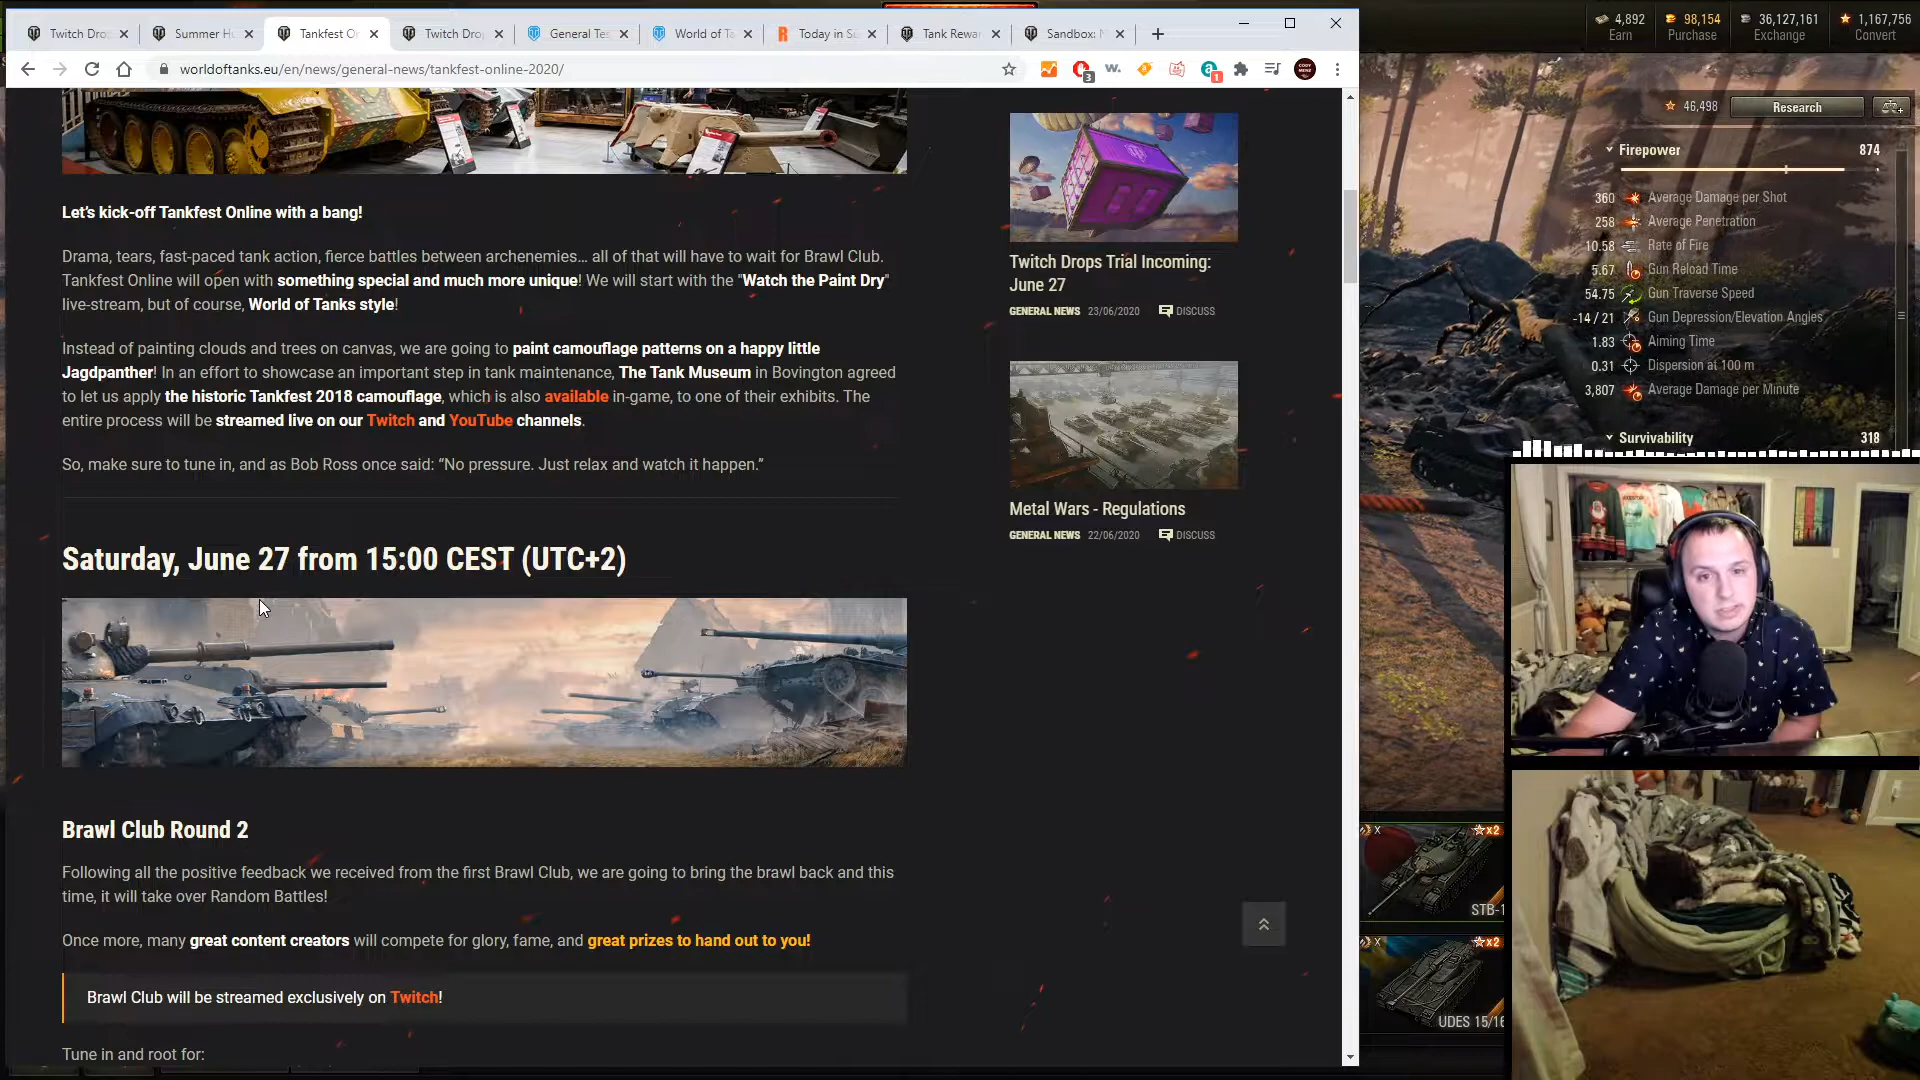 Twitch Dro
Summer H
Tankfest O
Twitch Dro
General Te
World of Ta
Today in S
Tank Rewa
Sandbox:
worldoftanks.eu/en/news/general-news/tankfest-online-2020/
4,892
Earn
98,154
Purchase
36,127,161
Exchange
1,167,756
Convert
46,498
Research
Firepower 874
360 Average Damage per Shot
258 Average Penetration
10.58 Rate of Fire
5.67 Gun Reload Time
54.75 Gun Traverse Speed
-14 / 21 Gun Depression/Elevation Angles
1.83 Aiming Time
0.31 Dispersion at 100 m
3,807 Average Damage per Minute
Survivability 318
Let's kick-off Tankfest Online with a bang!
Drama, tears, fast-paced tank action, fierce battles between archenemies... all of that will have to wait for Brawl Club.
Tankfest Online will open with something special and much more unique! We will start with the "Watch the Paint Dry"
live-stream, but of course, World of Tanks style!
Instead of painting clouds and trees on canvas, we are going to paint camouflage patterns on a happy little
Jagdpanther! In an effort to showcase an important step in tank maintenance, The Tank Museum in Bovington agreed
to let us apply the historic Tankfest 2018 camouflage, which is also available in-game, to one of their exhibits. The
entire process will be streamed live on our Twitch and YouTube channels.
So, make sure to tune in, and as Bob Ross once said: “No pressure. Just relax and watch it happen.”
Saturday, June 27 from 15:00 CEST (UTC+2)
Brawl Club Round 2
Following all the positive feedback we received from the first Brawl Club, we are going to bring the brawl back and this
time, it will take over Random Battles!
Once more, many great content creators will compete for glory, fame, and great prizes to hand out to you!
Brawl Club will be streamed exclusively on Twitch!
Tune in and root for:
Twitch Drops Trial Incoming:
June 27
GENERAL NEWS 23/06/2020 DISCUSS
Metal Wars - Regulations
GENERAL NEWS 22/06/2020 DISCUSS
X x2
STB-1
X x2
UDES 15/16